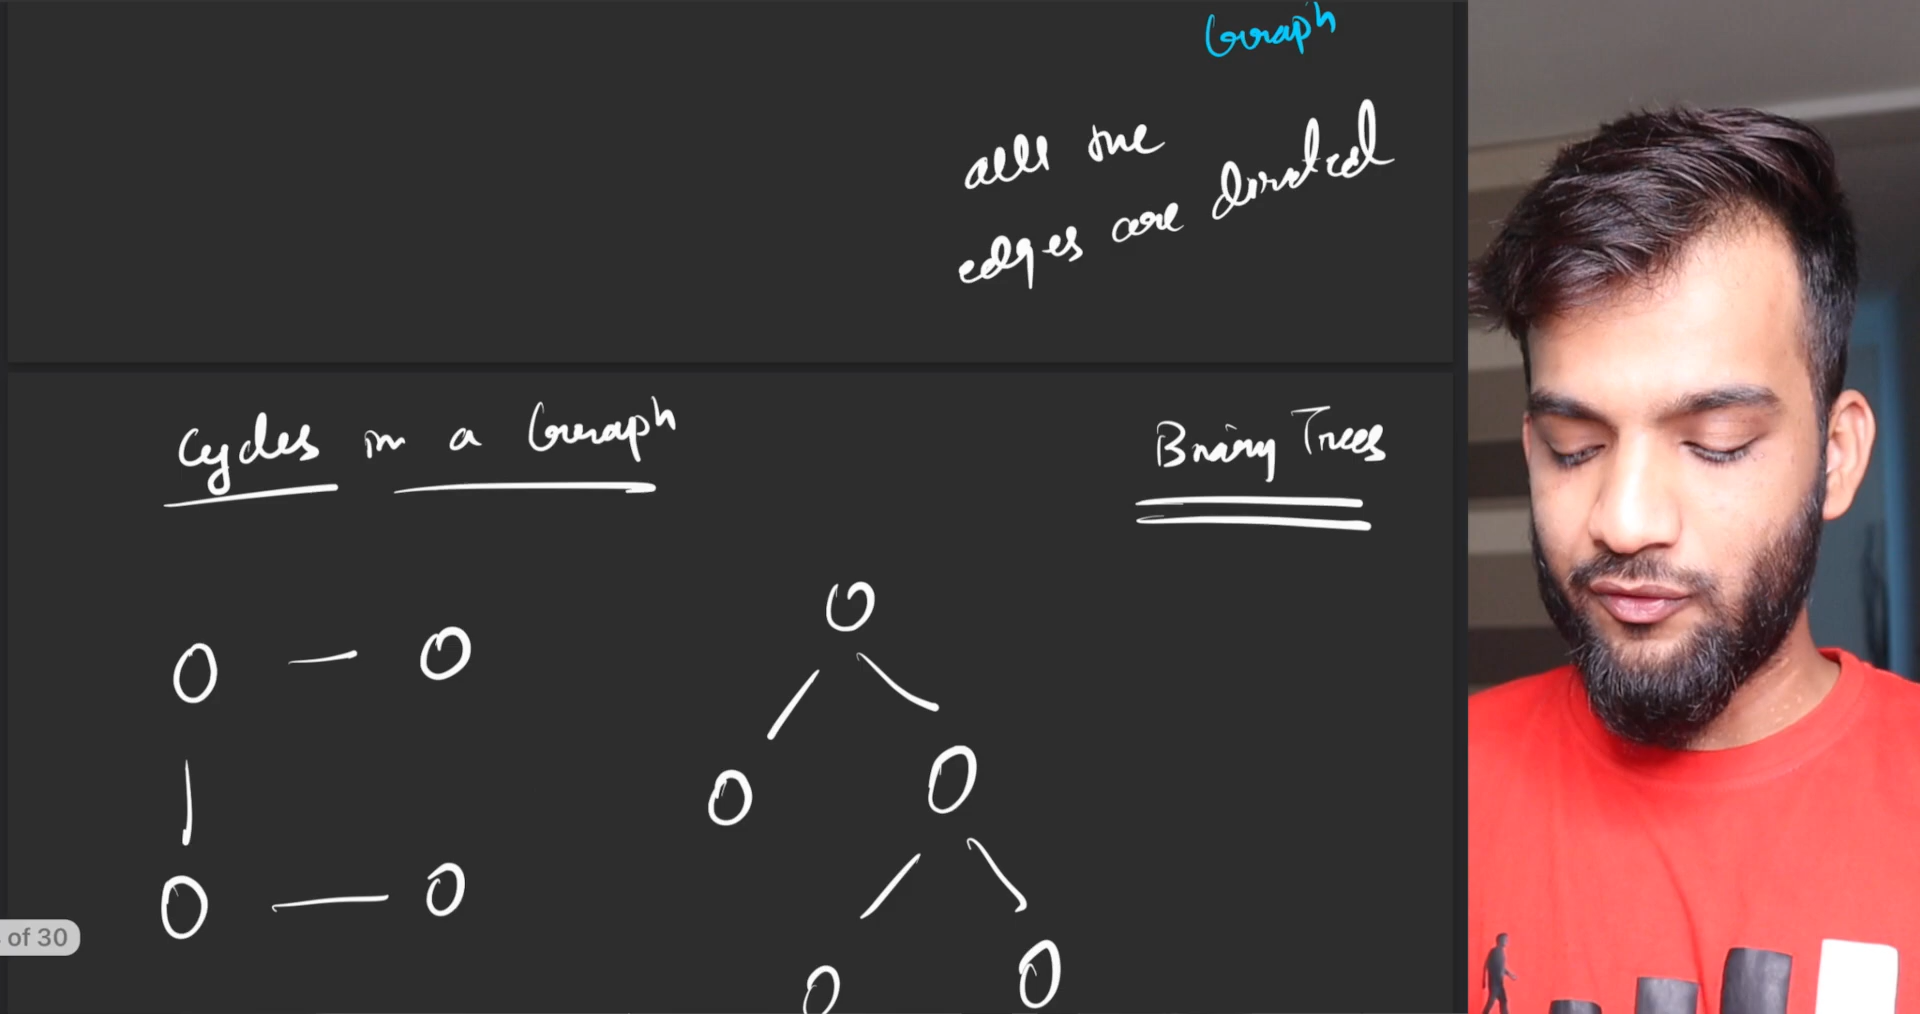 Graph
all the
edges are directed
Cycles in a Graph
Binary Trees
of 30